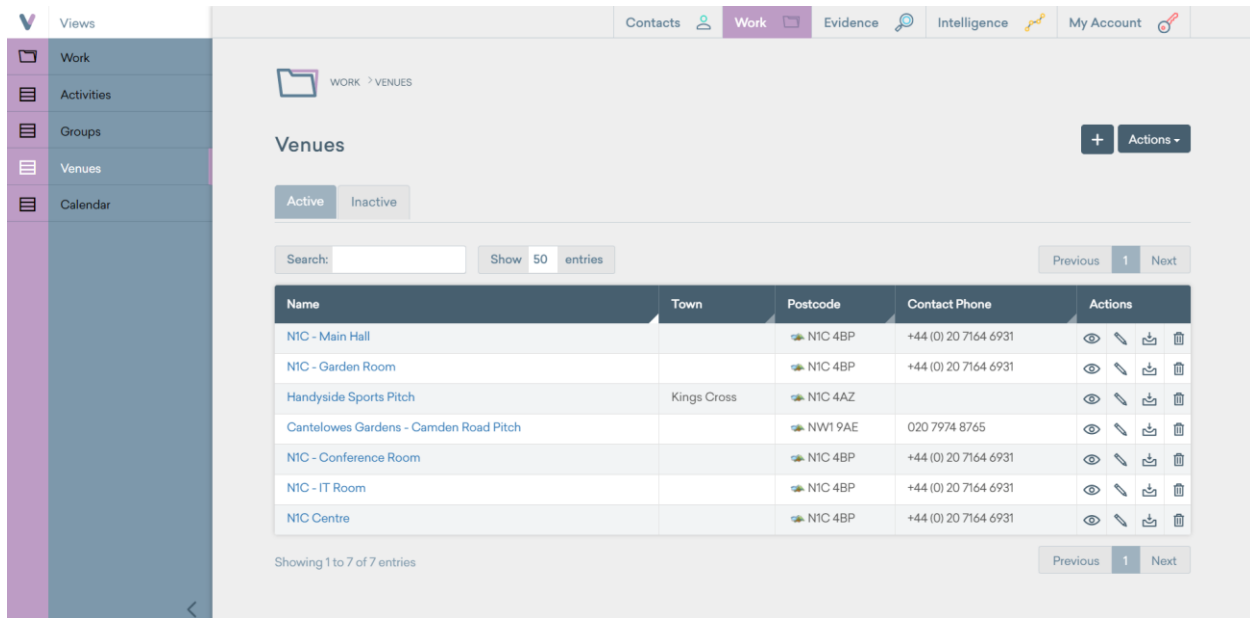 Views
Contacts Work Evidence Intelligence My Account
Work
Activities
Groups
Venues
Calendar
WORK > VENUES
Venues
+ Actions
Active Inactive
Search: Show 50 entries Previous 1 Next
Name Town Postcode Contact Phone Actions
N1C - Main Hall N1C 4BP +44 (0) 20 7164 6931
N1C - Garden Room N1C 4BP +44 (0) 20 7164 6931
Handyside Sports Pitch Kings Cross N1C 4AZ
Cantelowes Gardens - Camden Road Pitch NW1 9AE 020 7974 8765
N1C - Conference Room N1C 4BP +44 (0) 20 7164 6931
N1C - IT Room N1C 4BP +44 (0) 20 7164 6931
N1C Centre N1C 4BP +44 (0) 20 7164 6931
Showing 1 to 7 of 7 entries Previous 1 Next